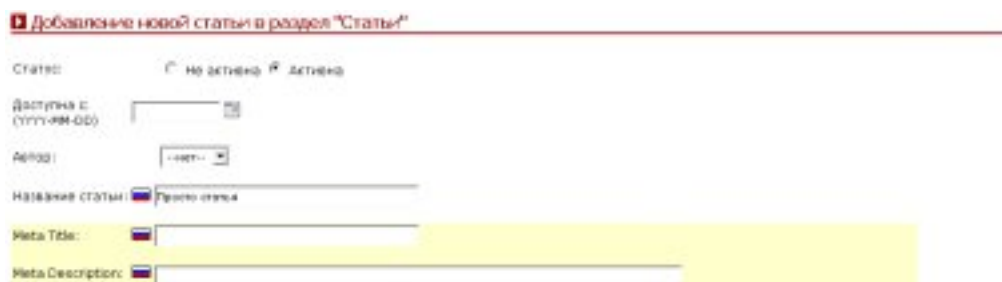 Добавление новой статьи в раздел "Статьи"
Статус: Не активна Активна
Доступна с:
(YYYY-MM-DD)
Автор: --нет--
Название статьи: Просто статья
Meta Title:
Meta Description: